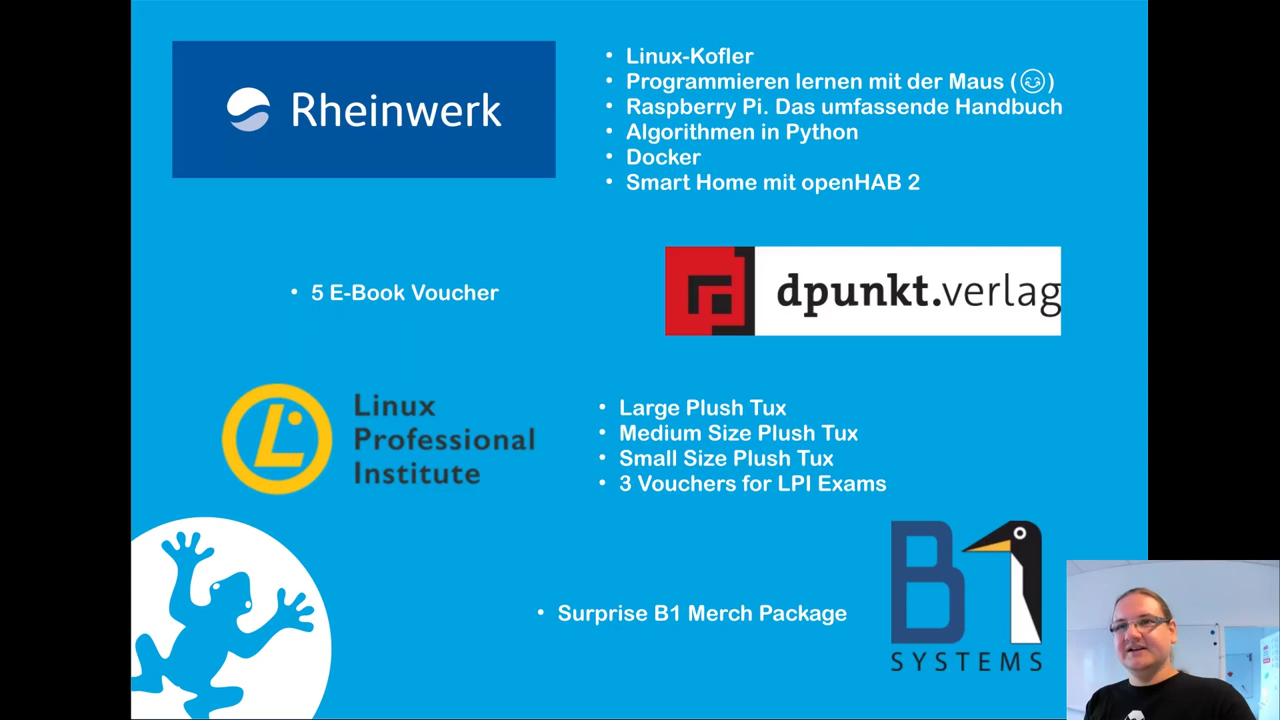 Rheinwerk
• Linux-Kofler
• Programmieren lernen mit der Maus (😊)
• Raspberry Pi. Das umfassende Handbuch
• Algorithmen in Python
• Docker
• Smart Home mit openHAB 2
• 5 E-Book Voucher
dpunkt.verlag
Linux
Professional
Institute
• Large Plush Tux
• Medium Size Plush Tux
• Small Size Plush Tux
• 3 Vouchers for LPI Exams
• Surprise B1 Merch Package
B1
SYSTEMS